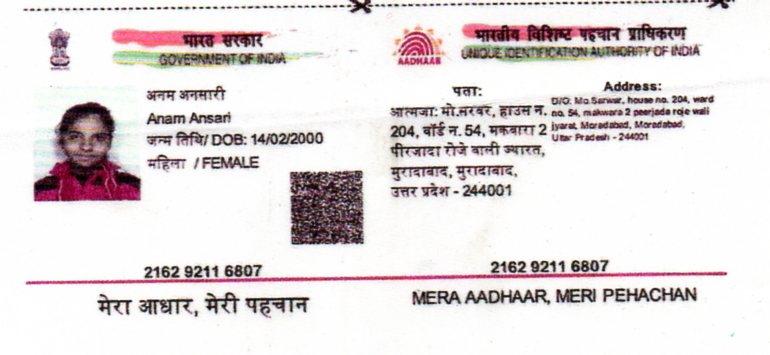 भारत सरकार
GOVERNMENT OF INDIA
अनम अनसारी
Anam Ansari
जन्म तिथि/ DOB: 14/02/2000
महिला / FEMALE
2162 9211 6807
मेरा आधार, मेरी पहचान
भारतीय विशिष्ट पहचान प्राधिकरण
UNIQUE IDENTIFICATION AUTHORITY OF INDIA
AADHAAR
पता:
आत्मजा: मो.सरवर, हाउस न.
204, वॉर्ड न. 54, मकबारा 2
पीरजादा रोजे वाली ज्यारत,
मुरादाबाद, मुरादाबाद,
उत्तर प्रदेश - 244001
Address:
D/O: Mo.Sarwar, house no. 204, ward
no. 54, makwara 2 peerjada roje wali
jyarat, Moradabad, Moradabad,
Uttar Pradesh - 244001
2162 9211 6807
MERA AADHAAR, MERI PEHACHAN